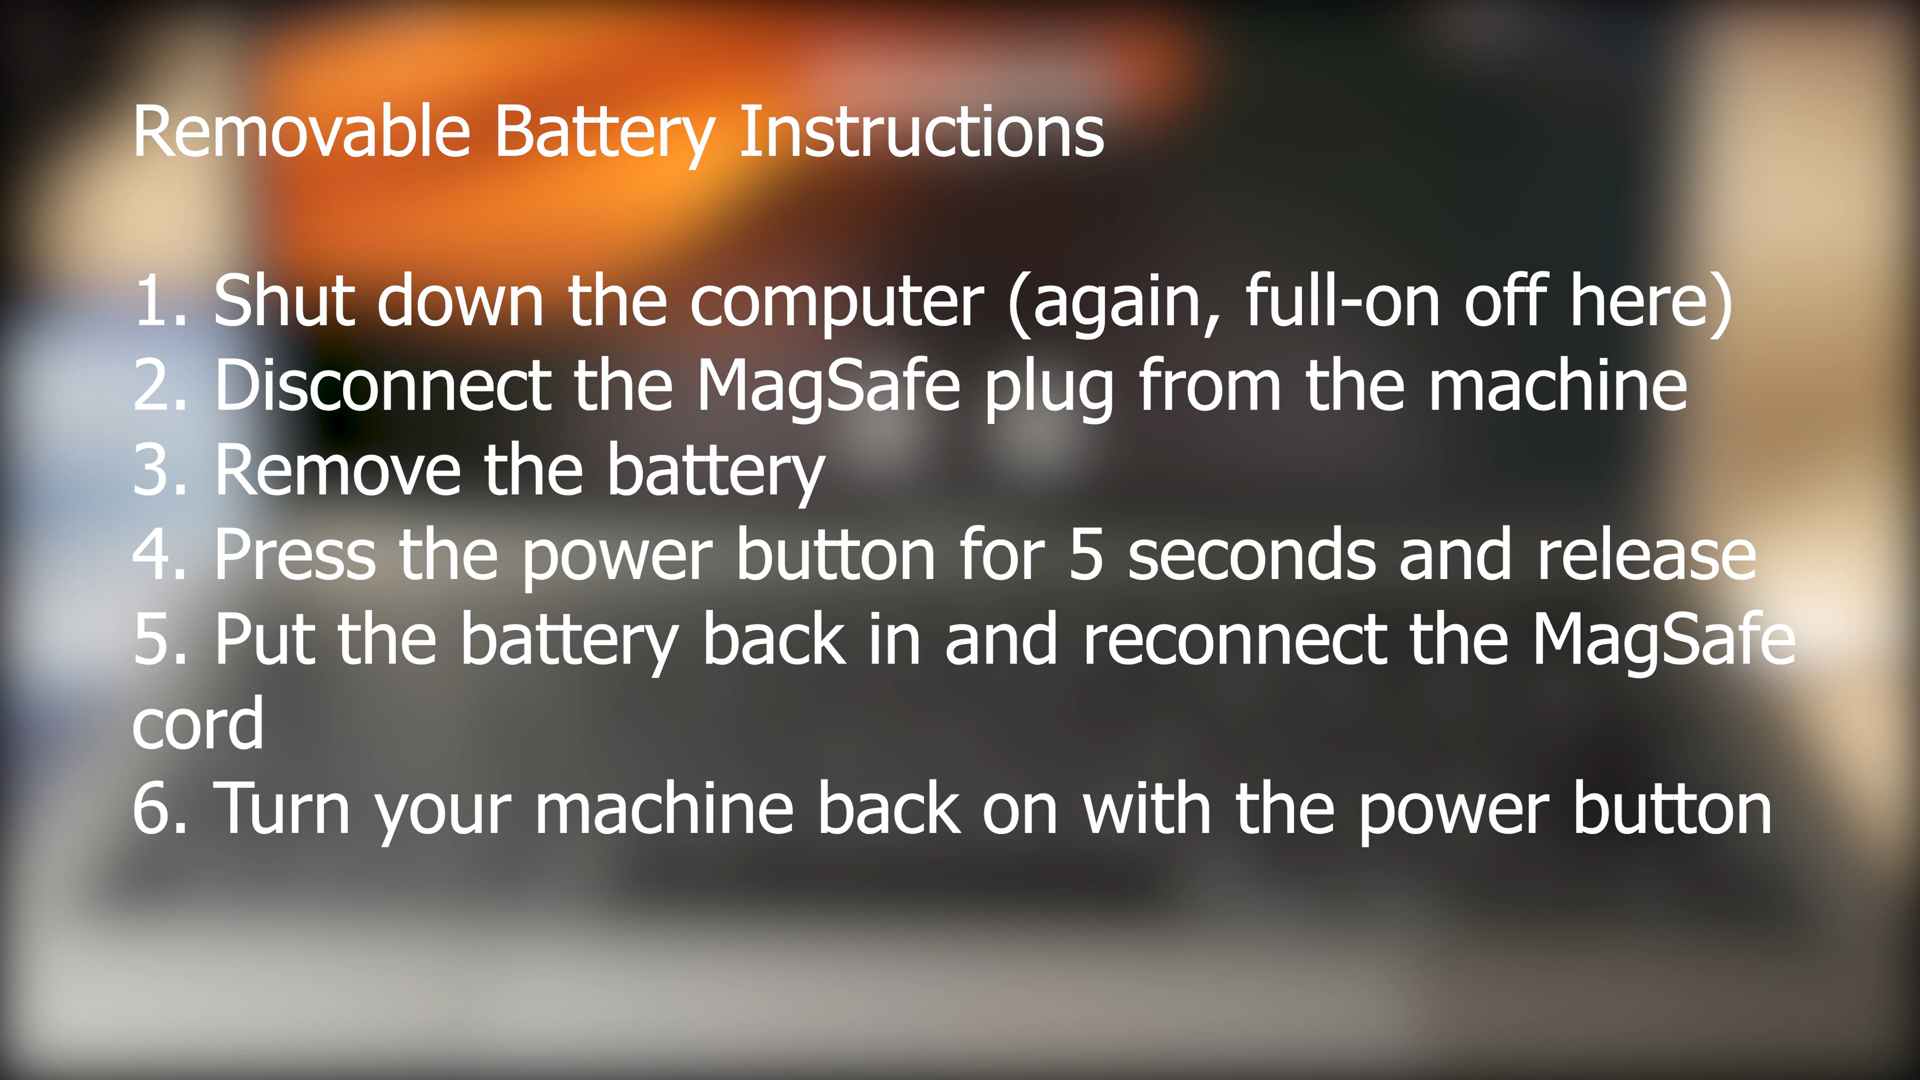 Removable Battery Instructions
1. Shut down the computer (again, full-on off here)
2. Disconnect the MagSafe plug from the machine
3. Remove the battery
4. Press the power button for 5 seconds and release
5. Put the battery back in and reconnect the MagSafe
cord
6. Turn your machine back on with the power button